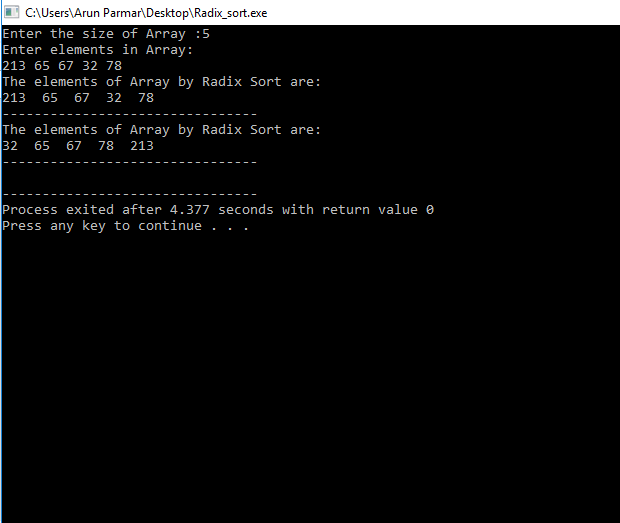 C:\Users\Arun Parmar\Desktop\Radix_sort.exe
Enter the size of Array :5
Enter elements in Array:
213 65 67 32 78
The elements of Array by Radix Sort are:
213  65  67  32  78
--------------------------------
The elements of Array by Radix Sort are:
32  65  67  78  213
--------------------------------
--------------------------------
Process exited after 4.377 seconds with return value 0
Press any key to continue . . .